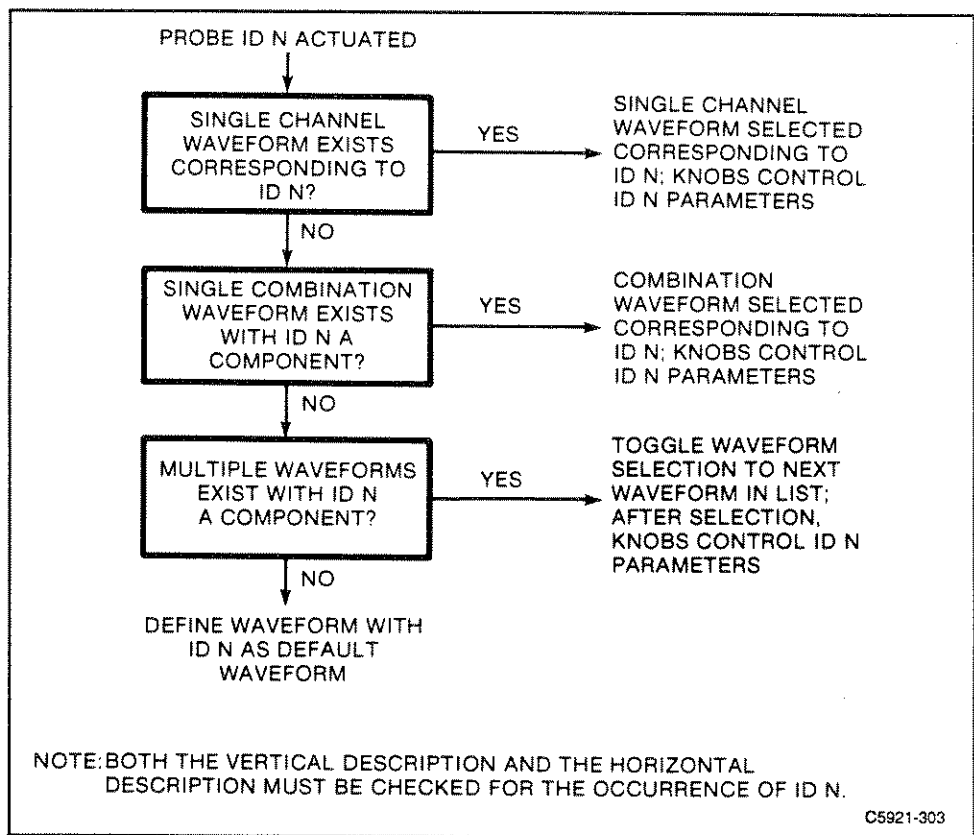 PROBE ID N ACTUATED
SINGLE CHANNEL
WAVEFORM EXISTS
CORRESPONDING TO
ID N?
YES
SINGLE CHANNEL
WAVEFORM SELECTED
CORRESPONDING TO
ID N; KNOBS CONTROL
ID N PARAMETERS
NO
SINGLE COMBINATION
WAVEFORM EXISTS
WITH ID N A
COMPONENT?
YES
COMBINATION
WAVEFORM SELECTED
CORRESPONDING TO
ID N; KNOBS CONTROL
ID N PARAMETERS
NO
MULTIPLE WAVEFORMS
EXIST WITH ID N
A COMPONENT?
YES
TOGGLE WAVEFORM
SELECTION TO NEXT
WAVEFORM IN LIST;
AFTER SELECTION,
KNOBS CONTROL ID N
PARAMETERS
NO
DEFINE WAVEFORM WITH
ID N AS DEFAULT
WAVEFORM
NOTE: BOTH THE VERTICAL DESCRIPTION AND THE HORIZONTAL
DESCRIPTION MUST BE CHECKED FOR THE OCCURRENCE OF ID N.
C5921-303